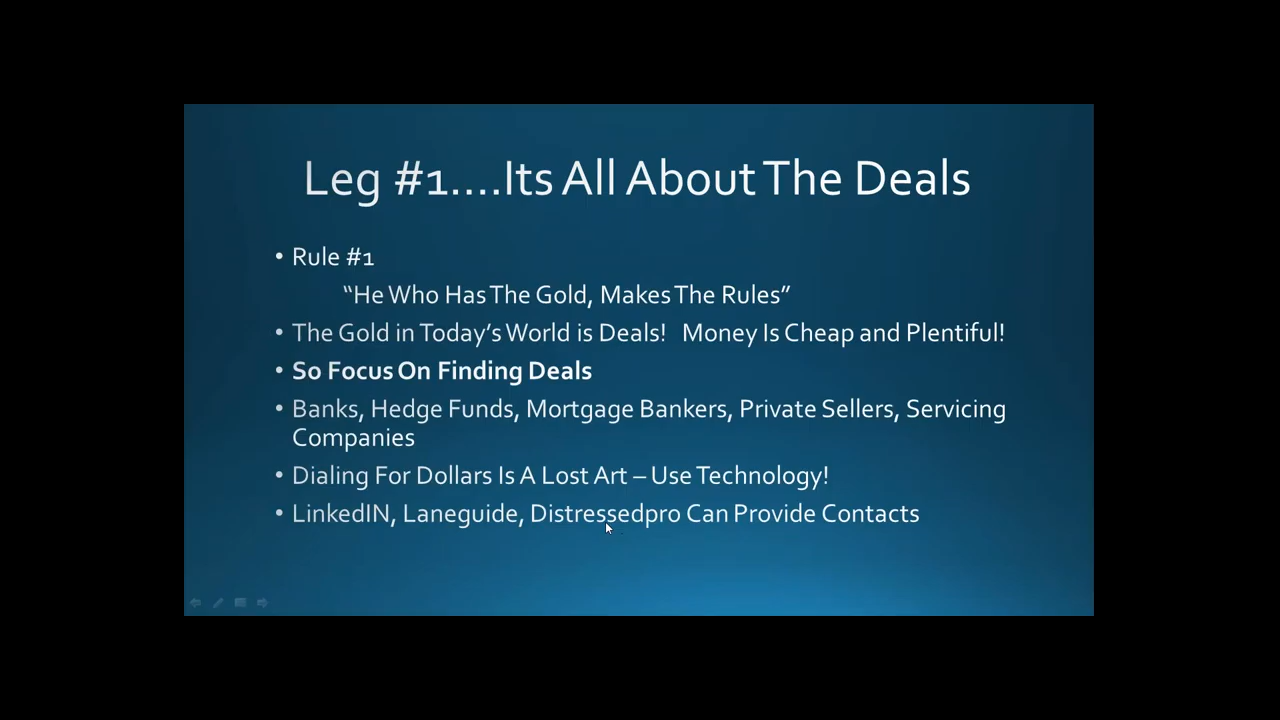 Leg #1....Its All About The Deals
• Rule #1
“He Who Has The Gold, Makes The Rules”
• The Gold in Today’s World is Deals! Money Is Cheap and Plentiful!
• So Focus On Finding Deals
• Banks, Hedge Funds, Mortgage Bankers, Private Sellers, Servicing
Companies
• Dialing For Dollars Is A Lost Art – Use Technology!
• LinkedIN, Laneguide, Distressedpro Can Provide Contacts